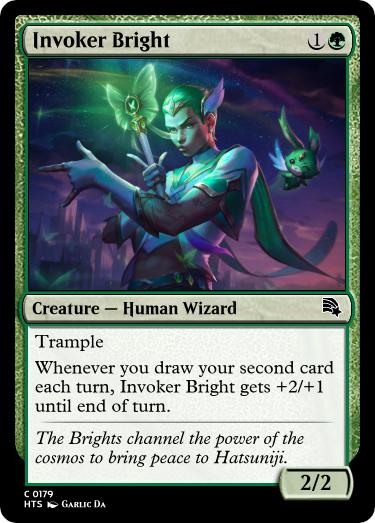 Invoker Bright 1
Creature — Human Wizard
Trample
Whenever you draw your second card
each turn, Invoker Bright gets +2/+1
until end of turn.
The Brights channel the power of the
cosmos to bring peace to Hatsuniji.
2/2
C 0179
HTS Garlic Da